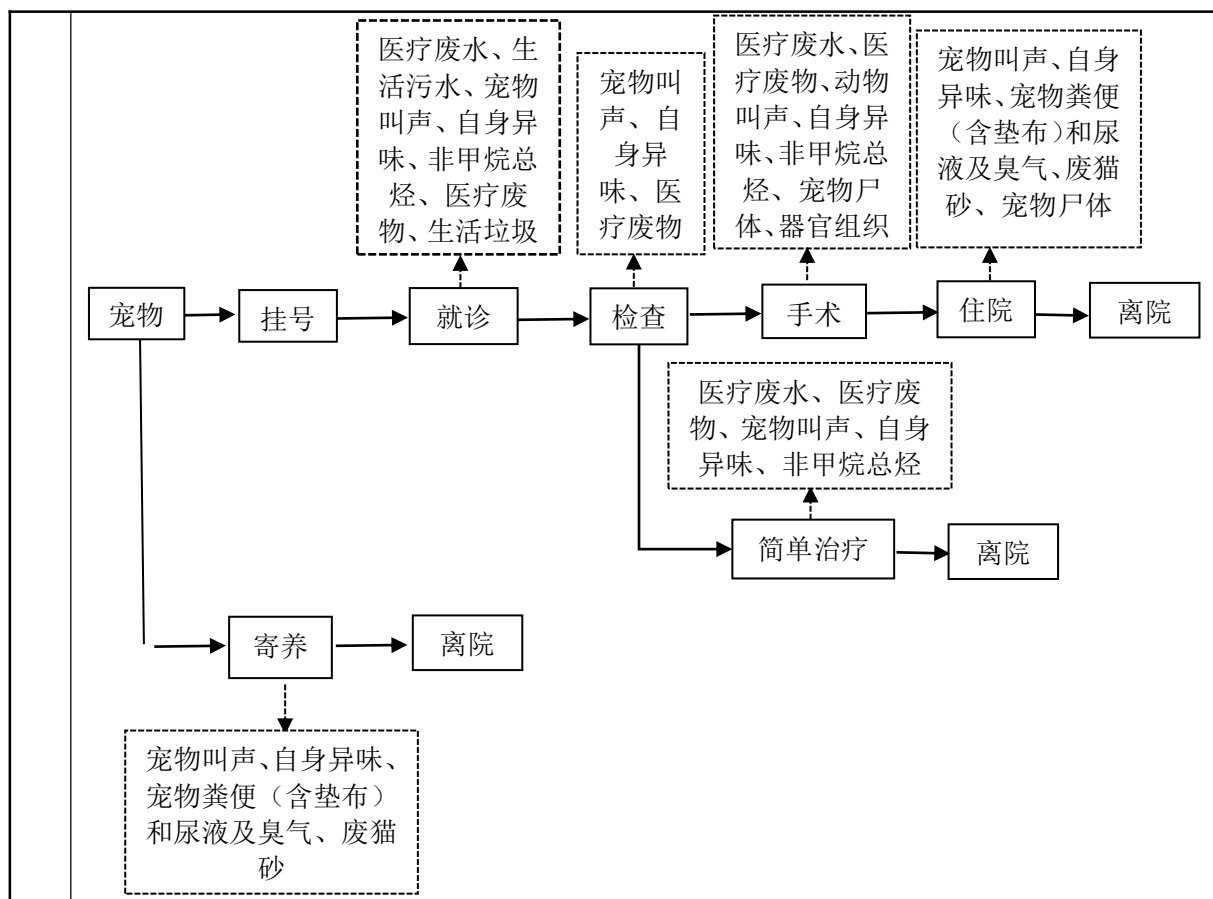 医疗废水、生
活污水、宠物
叫声、自身异
味、非甲烷总
烃、医疗废
物、生活垃圾
宠物叫
声、自身
异味、医
疗废物
医疗废水、医
疗废物、动物
叫声、自身异
味、非甲烷总
烃、宠物尸
体、器官组织
宠物叫声、自身
异味、宠物粪便
（含垫布）和尿
液及臭气、废猫
砂、宠物尸体
宠物
挂号
就诊
检查
手术
住院
离院
医疗废水、医疗废
物、宠物叫声、自身
异味、非甲烷总烃
简单治疗
离院
寄养
离院
宠物叫声、自身异味、
宠物粪便（含垫布）
和尿液及臭气、废猫
砂